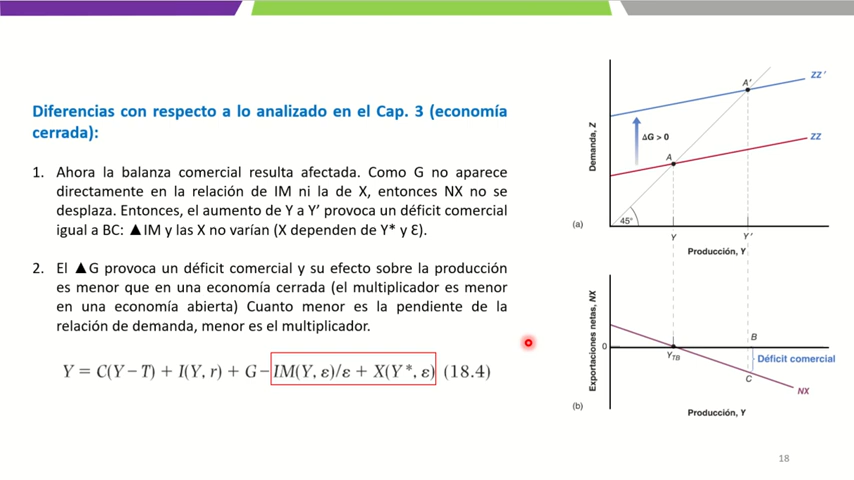 Diferencias con respecto a lo analizado en el Cap. 3 (economía
cerrada):
1. Ahora la balanza comercial resulta afectada. Como G no aparece
directamente en la relación de IM ni la de X, entonces NX no se
desplaza. Entonces, el aumento de Y a Y’ provoca un déficit comercial
igual a BC: ▲IM y las X no varían (X dependen de Y* y Ɛ).
2. El ▲G provoca un déficit comercial y su efecto sobre la producción
es menor que en una economía cerrada (el multiplicador es menor
en una economía abierta) Cuanto menor es la pendiente de la
relación de demanda, menor es el multiplicador.
Y = C(Y − T) + I(Y, r) + G − IM(Y, ε)/ε + X(Y*, ε) (18.4)
Demanda, Z
ZZ′
A′
ΔG > 0
ZZ
A
(a)
45°
Y
Y′
Producción, Y
Exportaciones netas, NX
B
0
Y_TB
Déficit comercial
C
NX
(b)
Producción, Y
18